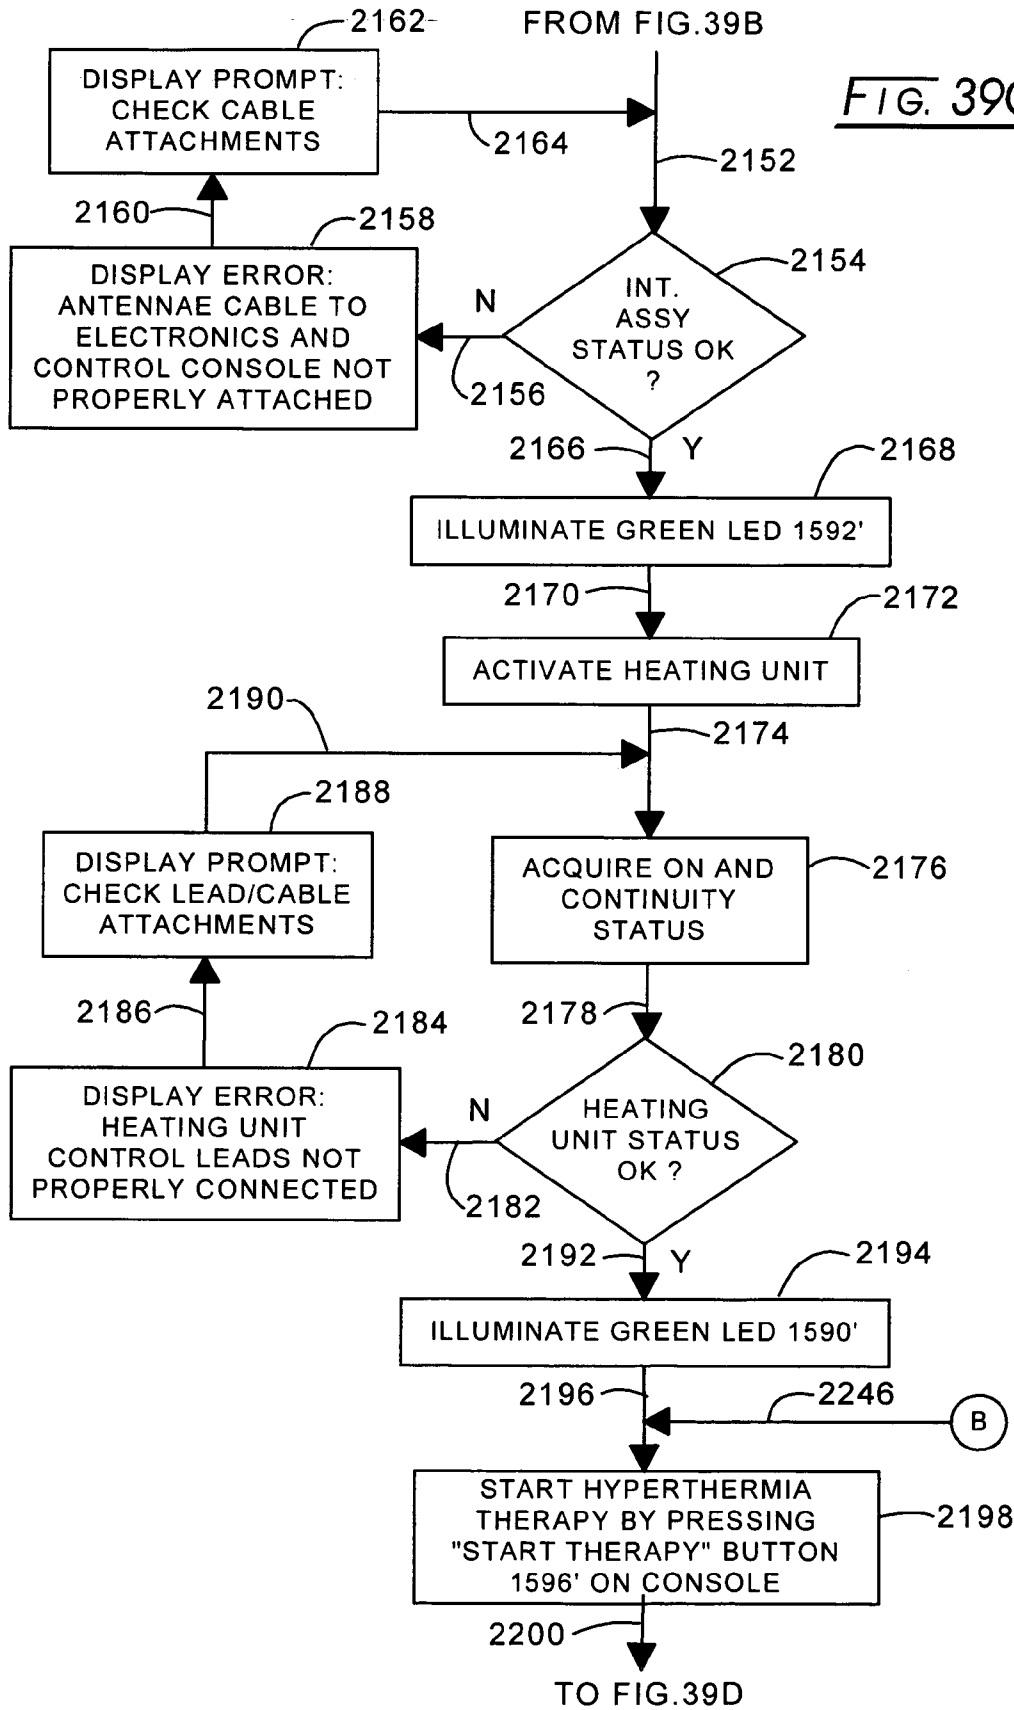 FROM FIG.39B
FIG. 39C
2162
DISPLAY PROMPT:
CHECK CABLE
ATTACHMENTS
2164
2152
2160
2158
DISPLAY ERROR:
ANTENNAE CABLE TO
ELECTRONICS AND
CONTROL CONSOLE NOT
PROPERLY ATTACHED
N
2156
2154
INT.
ASSY
STATUS OK
?
2166
Y
2168
ILLUMINATE GREEN LED 1592'
2170
2172
ACTIVATE HEATING UNIT
2190
2174
2188
DISPLAY PROMPT:
CHECK LEAD/CABLE
ATTACHMENTS
2176
ACQUIRE ON AND
CONTINUITY
STATUS
2186
2184
2178
2180
DISPLAY ERROR:
HEATING UNIT
CONTROL LEADS NOT
PROPERLY CONNECTED
N
2182
HEATING
UNIT STATUS
OK ?
2192
Y
2194
ILLUMINATE GREEN LED 1590'
2196
2246
B
START HYPERTHERMIA
THERAPY BY PRESSING
"START THERAPY" BUTTON
1596' ON CONSOLE
2198
2200
TO FIG.39D